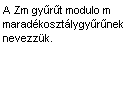 A Zm gyűrűt modulo m
maradékosztálygyűrűnek
nevezzük.